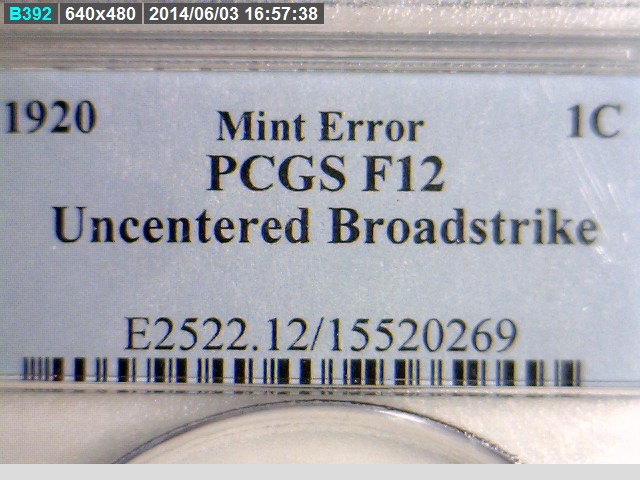 B392 640x480 2014/06/03 16:57:38
1920 Mint Error 1C
PCGS F12
Uncentered Broadstrike
E2522.12/15520269